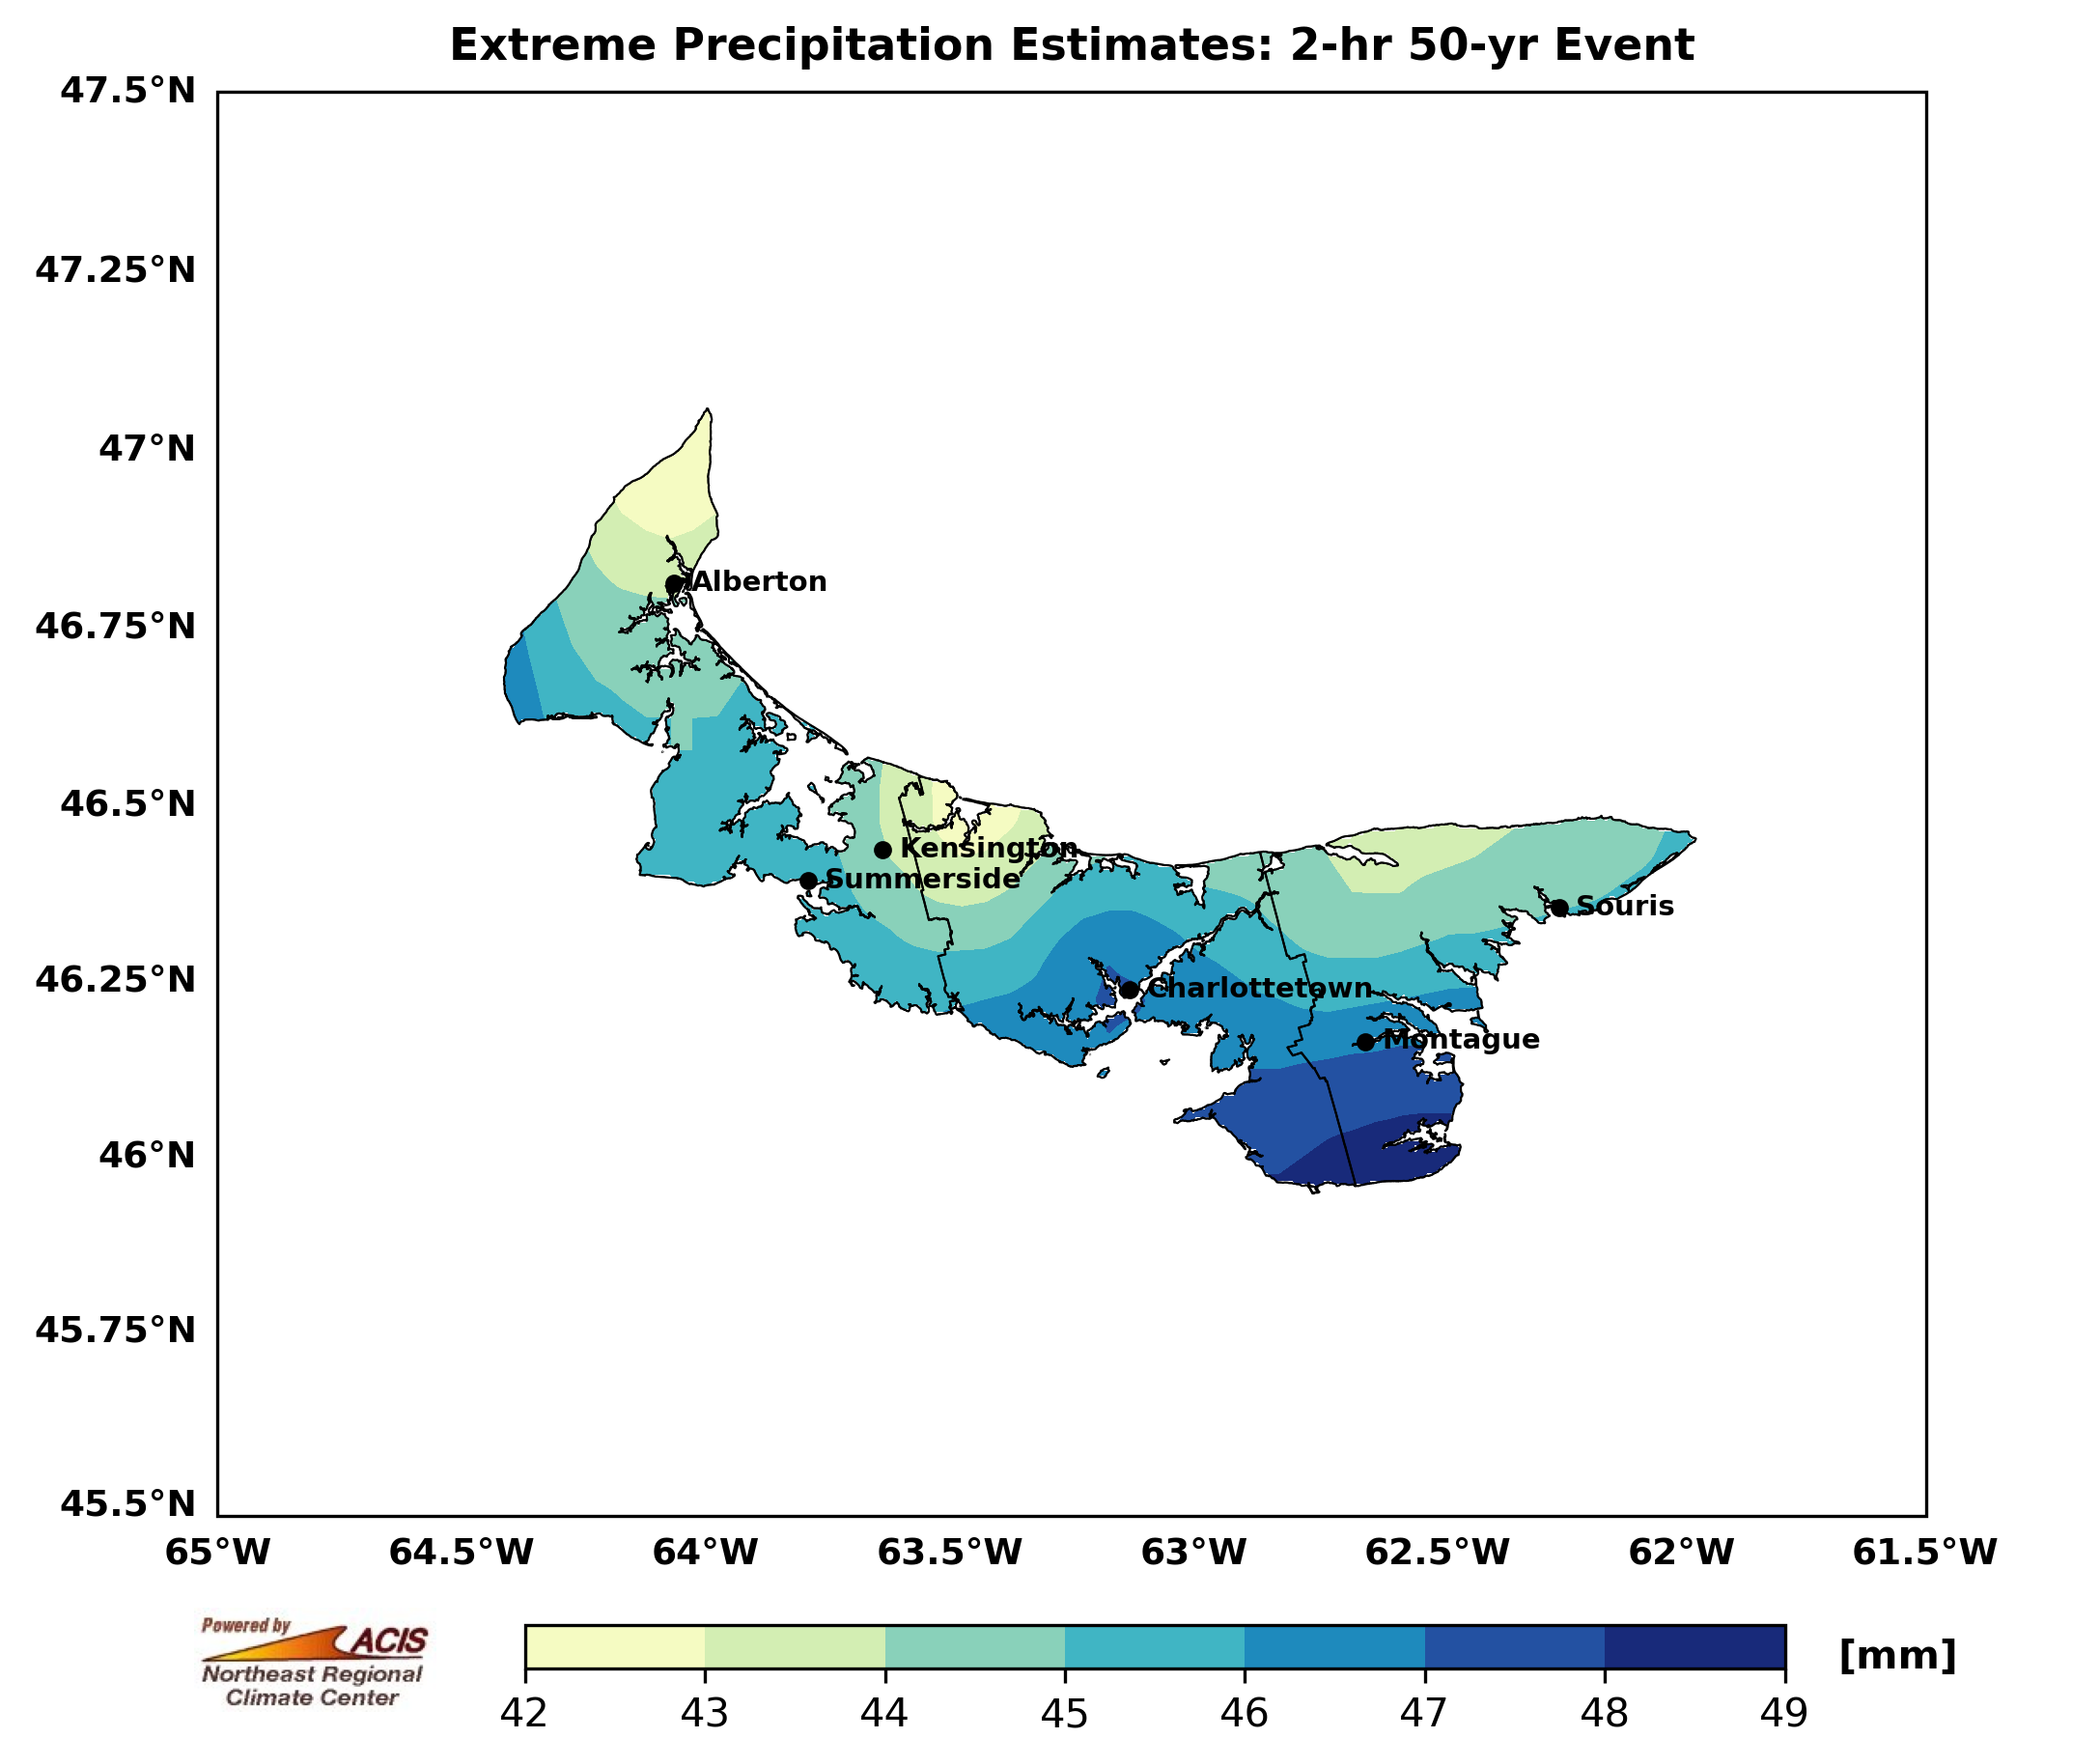 Extreme Precipitation Estimates: 2-hr 50-yr Event
47.5°N
47.25°N
47°N
46.75°N
46.5°N
46.25°N
46°N
45.75°N
45.5°N
Alberton
Kensington
Summerside
Souris
Charlottetown
Montague
65°W 64.5°W 64°W 63.5°W 63°W 62.5°W 62°W 61.5°W
Powered by
ACIS
Northeast Regional
Climate Center
[mm]
42 43 44 45 46 47 48 49